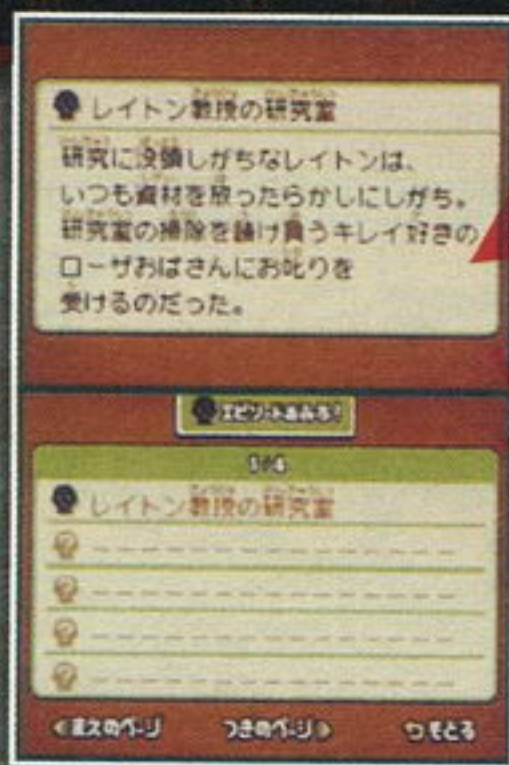 レイトン教授の研究室
研究に没頭しがちなレイトンは、
いつも資材を放ったらかしにしがち。
研究室の掃除を請け負うキレイ好きの
ローザおばさんにお叱りを
受けるのだった。
エピソードあみち!
1/6
レイトン教授の研究室
まえのページ
つぎのページ
もどる